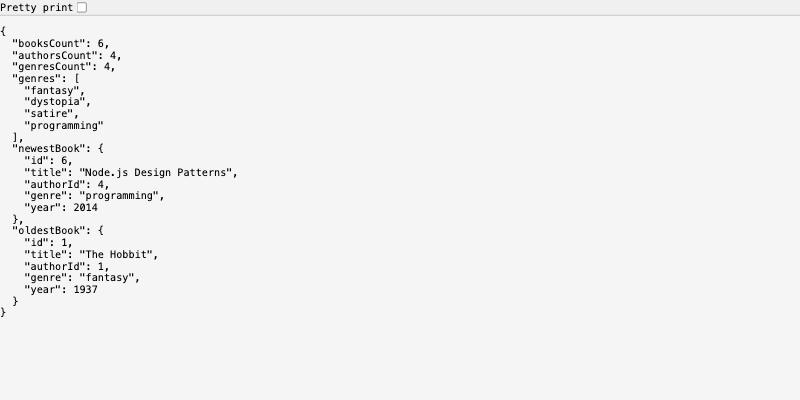 Pretty print
{
  "booksCount": 6,
  "authorsCount": 4,
  "genresCount": 4,
  "genres": [
    "fantasy",
    "dystopia",
    "satire",
    "programming"
  ],
  "newestBook": {
    "id": 6,
    "title": "Node.js Design Patterns",
    "authorId": 4,
    "genre": "programming",
    "year": 2014
  },
  "oldestBook": {
    "id": 1,
    "title": "The Hobbit",
    "authorId": 1,
    "genre": "fantasy",
    "year": 1937
  }
}